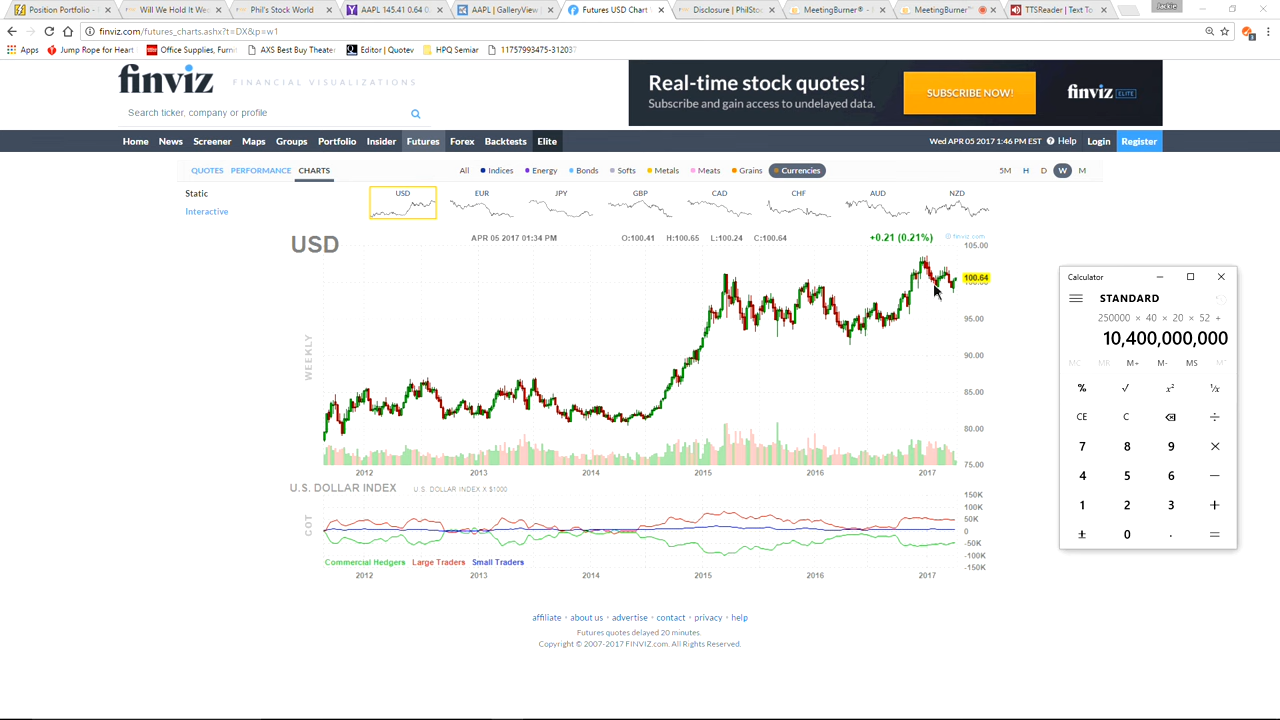 Position Portfolio -
Will We Hold It We
Phil's Stock World
AAPL 145.41 0.64 0.
AAPL | GalleryView |
Futures USD Chart
Disclosure | PhilStoc
MeetingBurner® -
MeetingBurner™
TTSReader | Text To
Jackie
finviz.com/futures_charts.ashx?t=DX&p=w1
Apps
Jump Rope for Heart
Office Supplies, Furni
AXS Best Buy Theater
Editor | Quotev
HPQ Semiar
11757993475-312037
finviz
FINANCIAL VISUALIZATIONS
Real-time stock quotes!
Subscribe and gain access to undelayed data.
SUBSCRIBE NOW!
finviz ELITE
Search ticker, company or profile
Home News Screener Maps Groups Portfolio Insider Futures Forex Backtests Elite
Wed APR 05 2017 1:46 PM EST
Help Login Register
QUOTES PERFORMANCE CHARTS
All Indices Energy Bonds Softs Metals Meats Grains Currencies
5M H D W M
Static
Interactive
USD EUR JPY GBP CAD CHF AUD NZD
USD
APR 05 2017 01:34 PM
O:100.41 H:100.65 L:100.24 C:100.64
+0.21 (0.21%)
© finviz.com
105.00
100.64
100.00
95.00
90.00
85.00
80.00
75.00
WEEKLY
2012 2013 2014 2015 2016 2017
U.S. DOLLAR INDEX
U.S. DOLLAR INDEX X $1000
COT
150K
100K
50K
0
-50K
-100K
-150K
Commercial Hedgers Large Traders Small Traders
2012 2013 2014 2015 2016 2017
affiliate • about us • advertise • contact • privacy • help
Futures quotes delayed 20 minutes.
Copyright © 2007-2017 FINVIZ.com. All Rights Reserved.
Calculator
STANDARD
250000 × 40 × 20 × 52 ÷
10,400,000,000
MC MR M+ M- MS M˅
% √ x² ¹/x
CE C ⌫ ÷
7 8 9 ×
4 5 6 −
1 2 3 +
± 0 . =